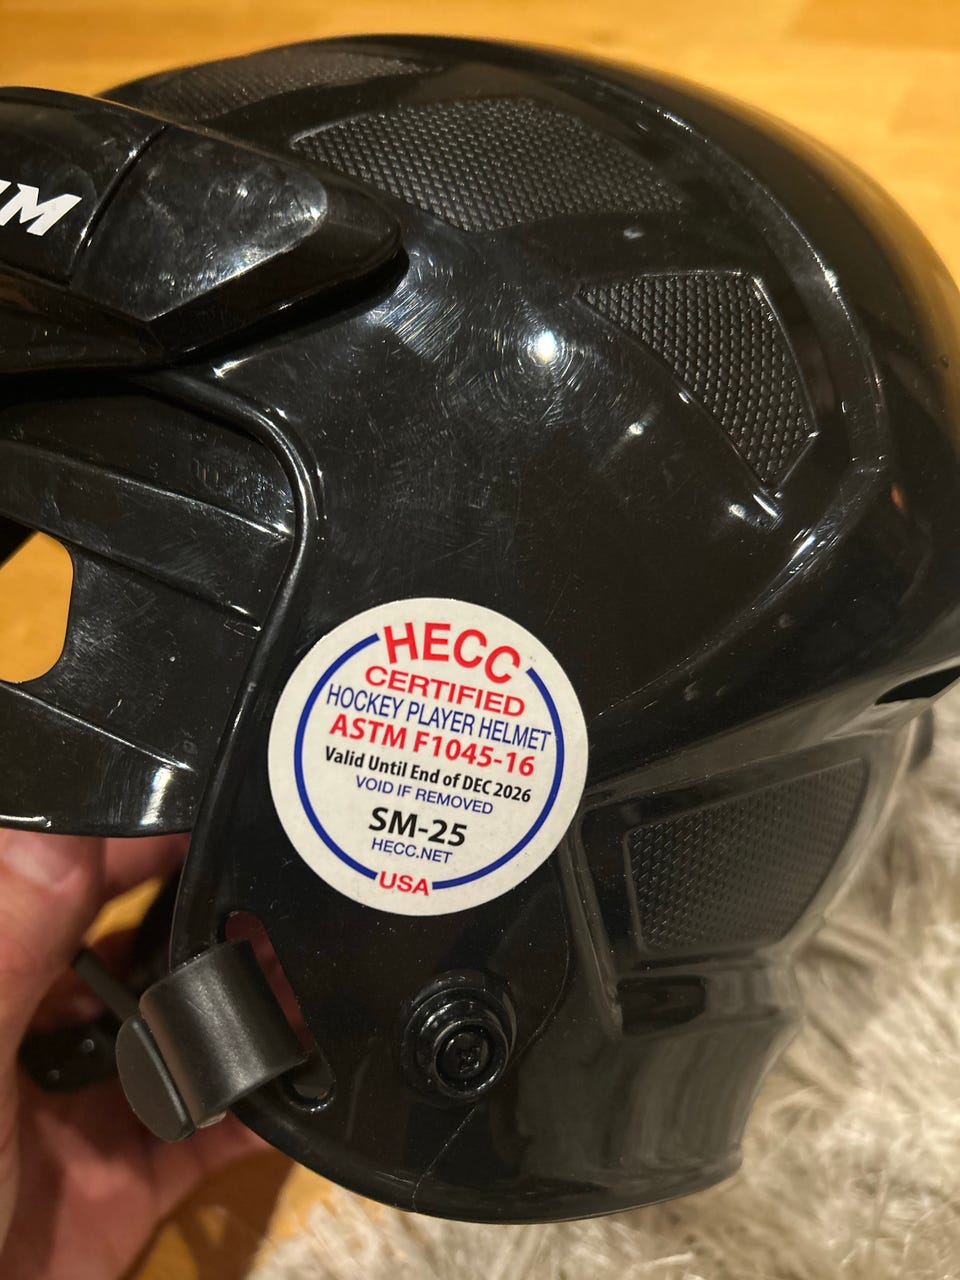 HECC
CERTIFIED
HOCKEY PLAYER HELMET
ASTM F1045-16
Valid Until End of DEC 2026
VOID IF REMOVED
SM-25
HECC.NET
USA